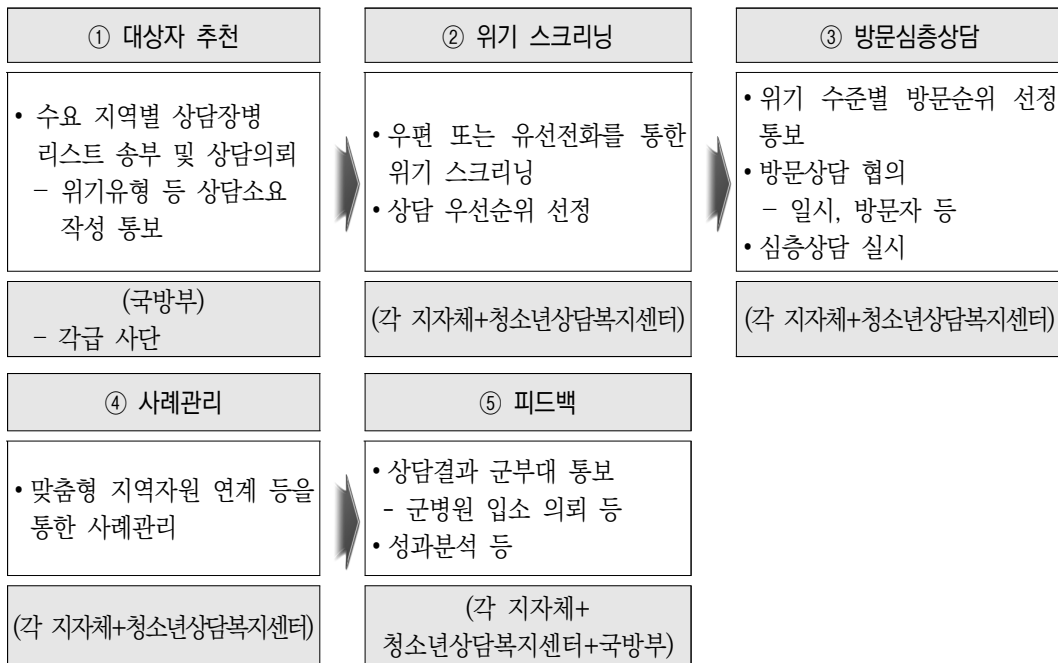 ① 대상자 추천
• 수요 지역별 상담장병
리스트 송부 및 상담의뢰
− 위기유형 등 상담소요
작성 통보
(국방부)
− 각급 사단
② 위기 스크리닝
• 우편 또는 유선전화를 통한
위기 스크리닝
• 상담 우선순위 선정
(각 지자체+청소년상담복지센터)
③ 방문심층상담
• 위기 수준별 방문순위 선정
통보
• 방문상담 협의
− 일시, 방문자 등
• 심층상담 실시
(각 지자체+청소년상담복지센터)
④ 사례관리
• 맞춤형 지역자원 연계 등을
통한 사례관리
(각 지자체+청소년상담복지센터)
⑤ 피드백
• 상담결과 군부대 통보
- 군병원 입소 의뢰 등
• 성과분석 등
(각 지자체+
청소년상담복지센터+국방부)